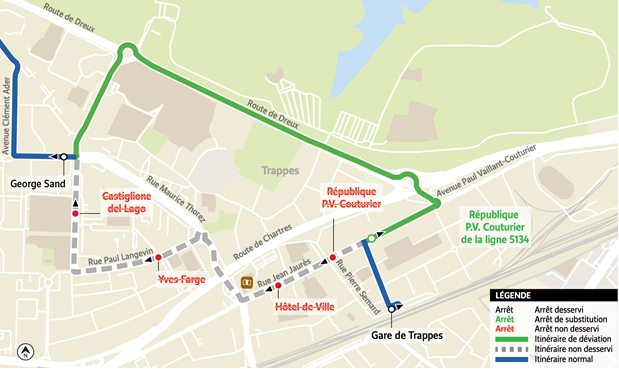 Route de Dreux
Avenue Clément Ader
Route de Dreux
George Sand
Castiglione
del Lago
Rue Maurice Thorez
Trappes
République
P.V. Couturier
Avenue Paul Vaillant-Couturier
République
P.V. Couturier
de la ligne 5134
Route de Chartres
Rue Paul Langevin
Yves Farge
Rue Jean Jaurès
Hôtel de Ville
Rue Pierre Semard
Gare de Trappes
N
LÉGENDE
Arrêt Arrêt desservi
Arrêt Arrêt de substitution
Arrêt Arrêt non desservi
Itinéraire de déviation
Itinéraire non desservi
Itinéraire normal